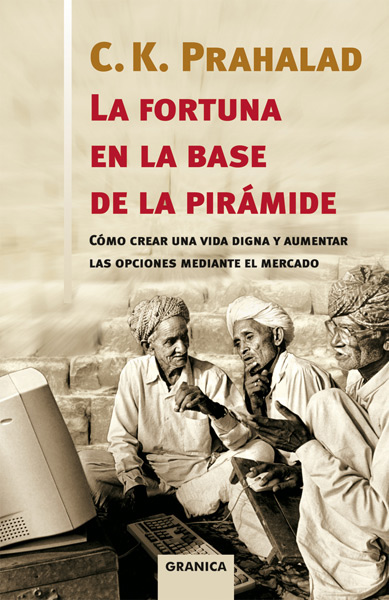 C. K. PRAHALAD
LA FORTUNA
EN LA BASE
DE LA PIRÁMIDE
CÓMO CREAR UNA VIDA DIGNA Y AUMENTAR
LAS OPCIONES MEDIANTE EL MERCADO
GRANICA